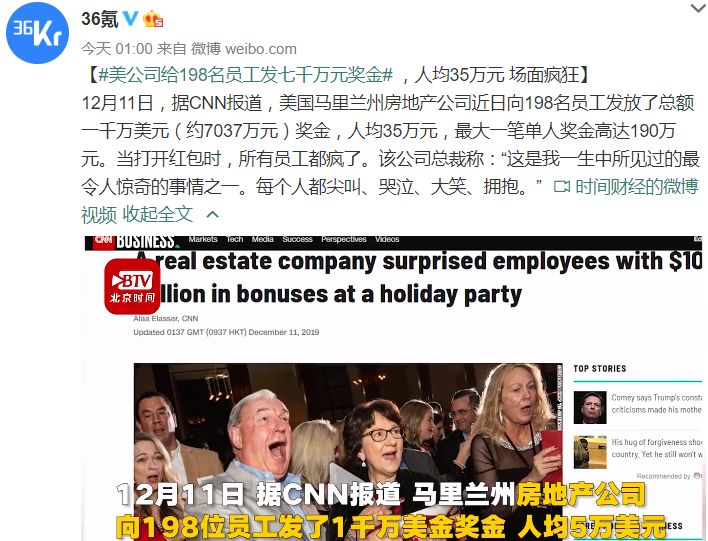 36Kr
36氪
今天 01:00 来自 微博 weibo.com
【#美公司给198名员工发七千万元奖金# ，人均35万元 场面疯狂】
12月11日，据CNN报道，美国马里兰州房地产公司近日向198名员工发放了总额
一千万美元（约7037万元）奖金，人均35万元，最大一笔单人奖金高达190万
元。当打开红包时，所有员工都疯了。该公司总裁称：“这是我一生中所见过的最
令人惊奇的事情之一。每个人都尖叫、哭泣、大笑、拥抱。” 时间财经的微博
视频 收起全文
CNN BUSINESS Markets Tech Media Success Perspectives Videos
A real estate company surprised employees with $10
llion in bonuses at a holiday party
BTV
北京时间
Alaa Elassar, CNN
Updated 0137 GMT (0937 HKT) December 11, 2019
TOP STORIES
Comey says Trump's consta
criticisms made his mothe
His hug of forgiveness sho
country. Yet he still won't
Recommended by
12月11日 据CNN报道 马里兰州房地产公司
向198位员工发了1千万美金奖金 人均5万美元
ESS